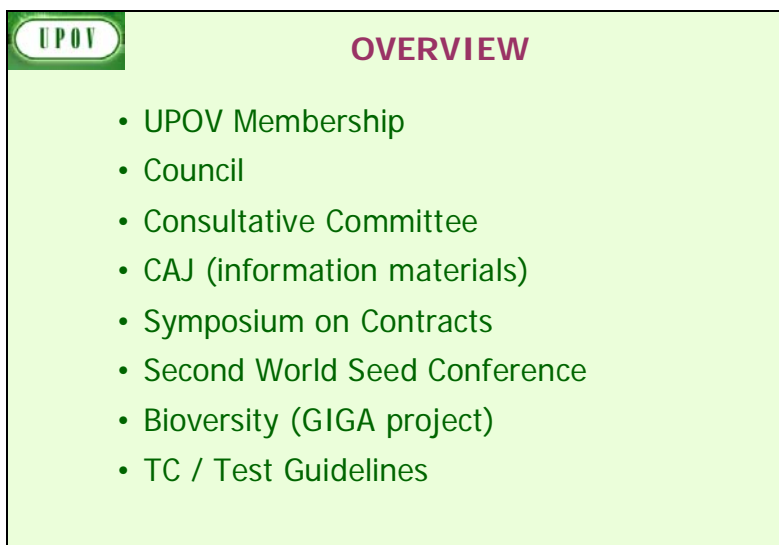 UPOV
OVERVIEW
• UPOV Membership
• Council
• Consultative Committee
• CAJ (information materials)
• Symposium on Contracts
• Second World Seed Conference
• Bioversity (GIGA project)
• TC / Test Guidelines